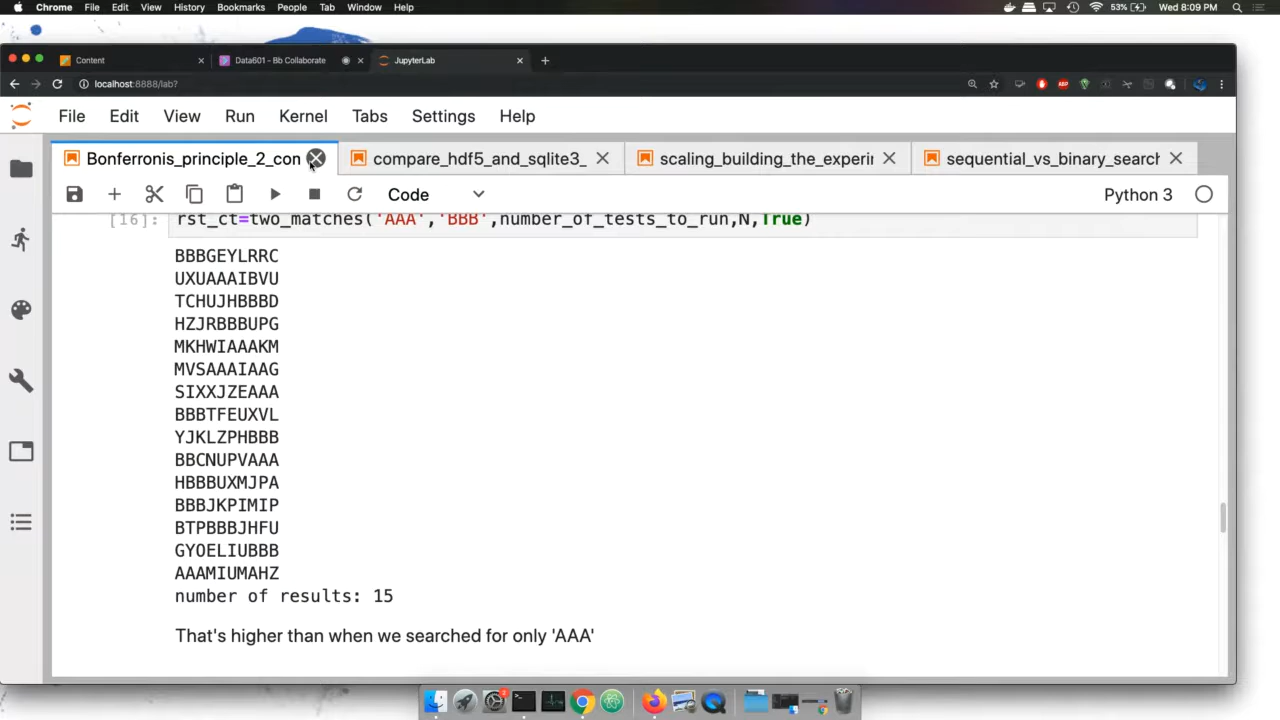 Chrome File Edit View History Bookmarks People Tab Window Help 53% Wed 8:09 PM
Content Data601 - Bb Collaborate JupyterLab
localhost:8888/lab?
File Edit View Run Kernel Tabs Settings Help
Bonferronis_principle_2_con compare_hdf5_and_sqlite3_ scaling_building_the_experi sequential_vs_binary_search
Code Python 3
[16]: rst_ct=two_matches('AAA','BBB',number_of_tests_to_run,N,True)
BBBGEYLRRC
UXUAAAIBVU
TCHUJHBBBD
HZJRBBBUPG
MKHWIAAAKM
MVSAAAIAAG
SIXXJZEAAA
BBBTFEUXVL
YJKLZPHBBB
BBCNUPVAAA
HBBBUXMJPA
BBBJKPIMIP
BTPBBBJHFU
GYOELIUBBB
AAAMIUMAHZ
number of results: 15
That's higher than when we searched for only 'AAA'